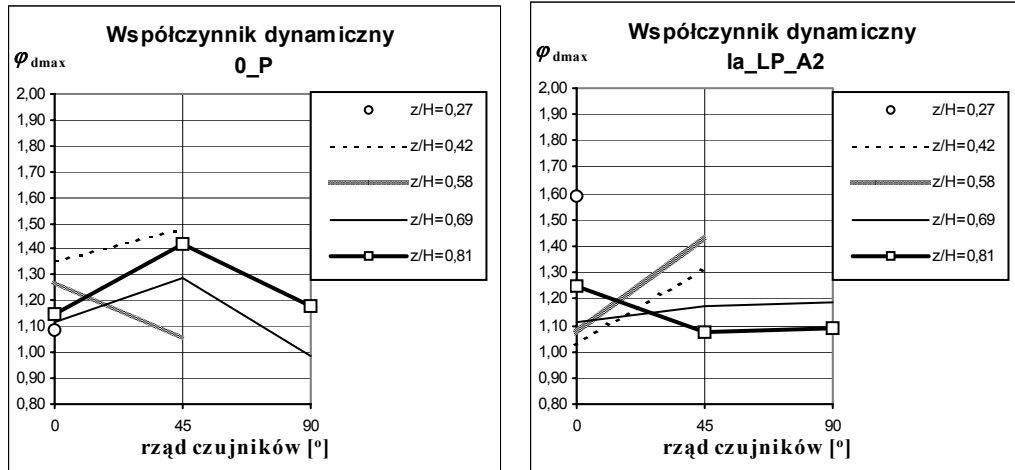 Współczynnik dynamiczny
0_P
φdmax
2,00
1,90
1,80
1,70
1,60
1,50
1,40
1,30
1,20
1,10
1,00
0,90
0,80
0
45
90
rząd czujników [º]
z/H=0,27
z/H=0,42
z/H=0,58
z/H=0,69
z/H=0,81
Współczynnik dynamiczny
Ia_LP_A2
φdmax
2,00
1,90
1,80
1,70
1,60
1,50
1,40
1,30
1,20
1,10
1,00
0,90
0,80
0
45
90
rząd czujników [º]
z/H=0,27
z/H=0,42
z/H=0,58
z/H=0,69
z/H=0,81